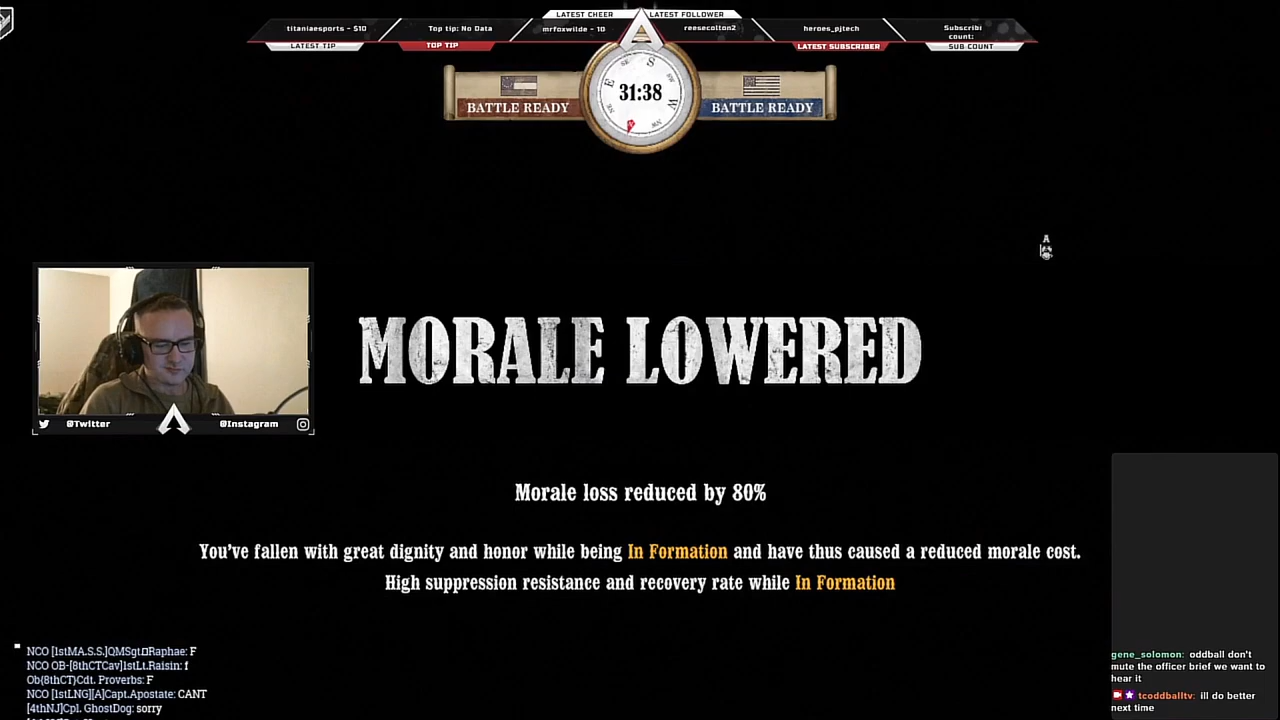 LATEST CHEER
LATEST FOLLOWER
titaniaesports - $10
Top tip: No Data
mrfoxwilde - 10
reesecolton2
heroes_pjtech
Subscribi
count:
LATEST TIP
TOP TIP
LATEST SUBSCRIBER
SUB COUNT
S
SE
SW
E
W
NE
NW
31:38
BATTLE READY
BATTLE READY
A
MORALE LOWERED
@Twitter
@Instagram
Morale loss reduced by 80%
You've fallen with great dignity and honor while being In Formation and have thus caused a reduced morale cost.
High suppression resistance and recovery rate while In Formation
NCO [1stMA.S.S.]QMSgt▯Raphae: F
NCO OB-[8thCTCav]1stLt.Raisin: f
Ob{8thCT}Cdt. Proverbs: F
NCO [1stLNG][A]Capt.Apostate: CANT
[4thNJ]Cpl. GhostDog: sorry
gene_solomon: oddball don't
mute the officer brief we want to
hear it
tcoddballtv: ill do better
next time